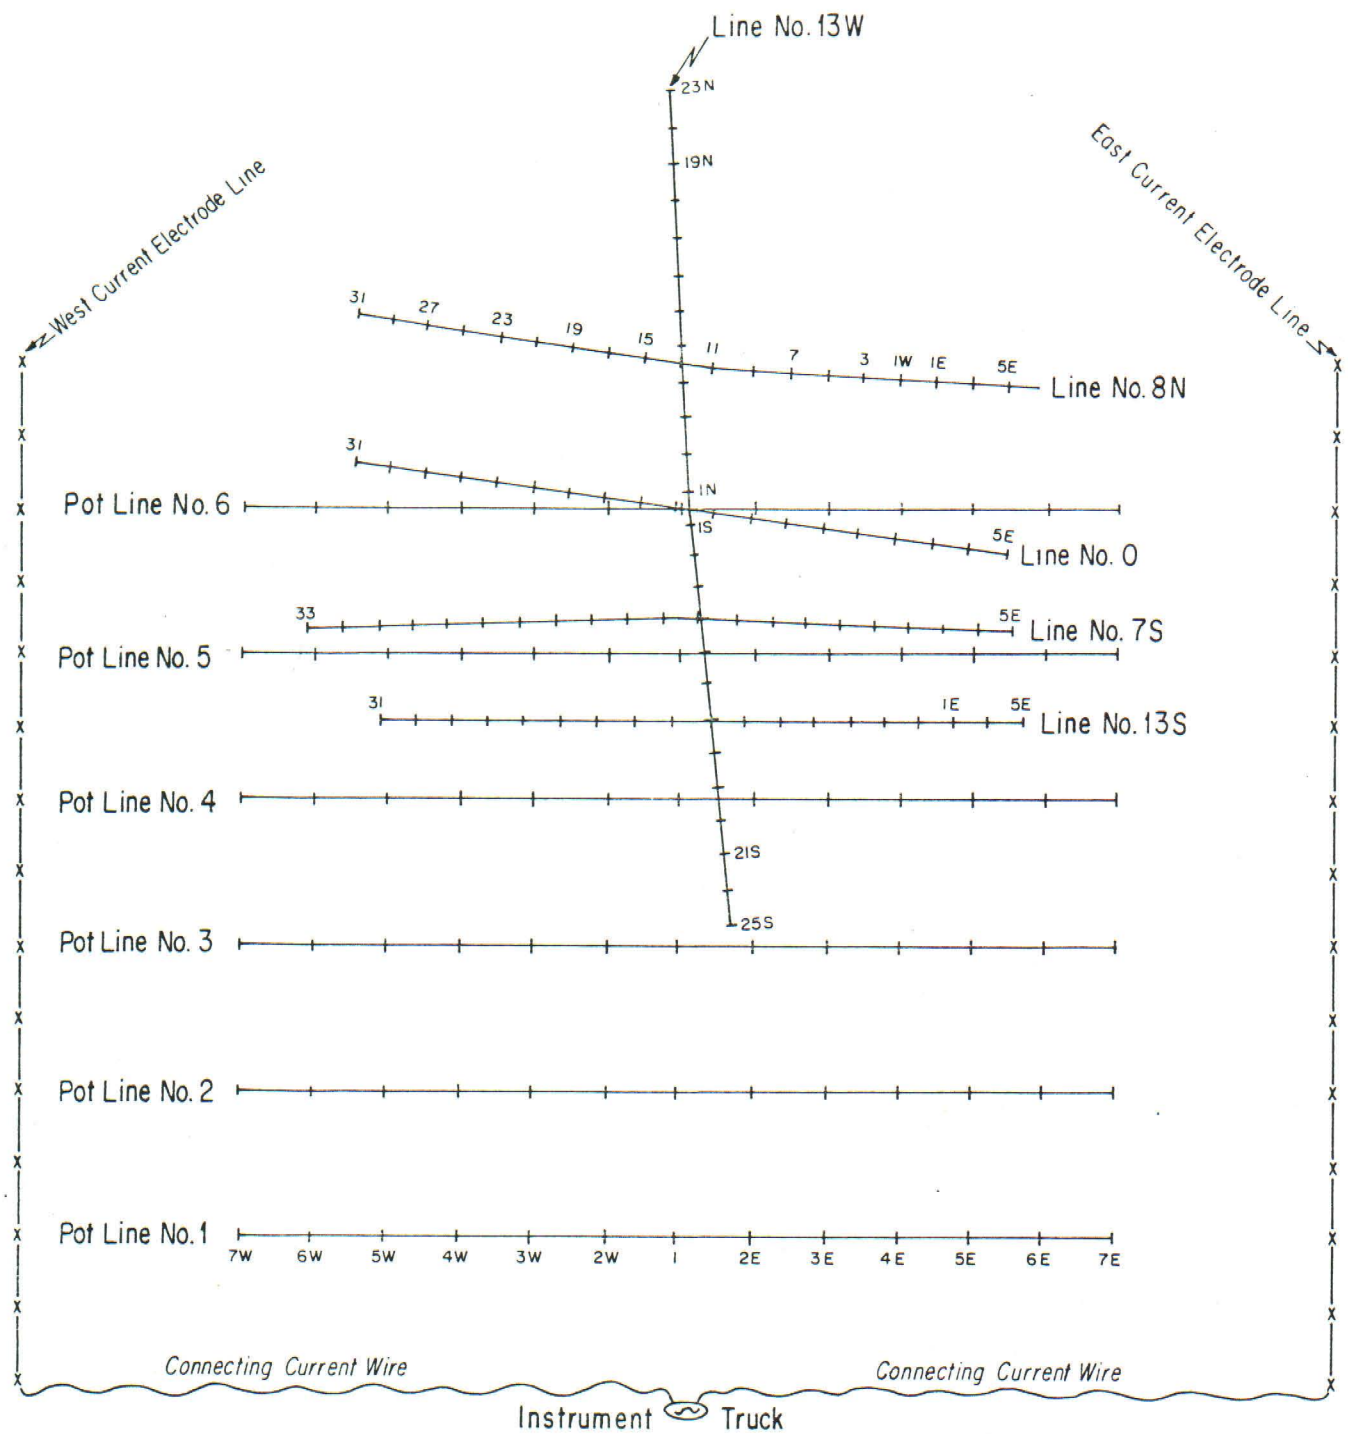 Line No. 13W
23N
19N
West Current Electrode Line
East Current Electrode Line
31 27 23 19 15 11 7 3 1W 1E 5E
Line No. 8N
31
1N
Pot Line No. 6
1S
5E
Line No. 0
33
5E
Line No. 7S
Pot Line No. 5
31
1E 5E
Line No. 13S
Pot Line No. 4
21S
25S
Pot Line No. 3
Pot Line No. 2
Pot Line No. 1
7W 6W 5W 4W 3W 2W 1 2E 3E 4E 5E 6E 7E
Connecting Current Wire
Connecting Current Wire
Instrument Truck